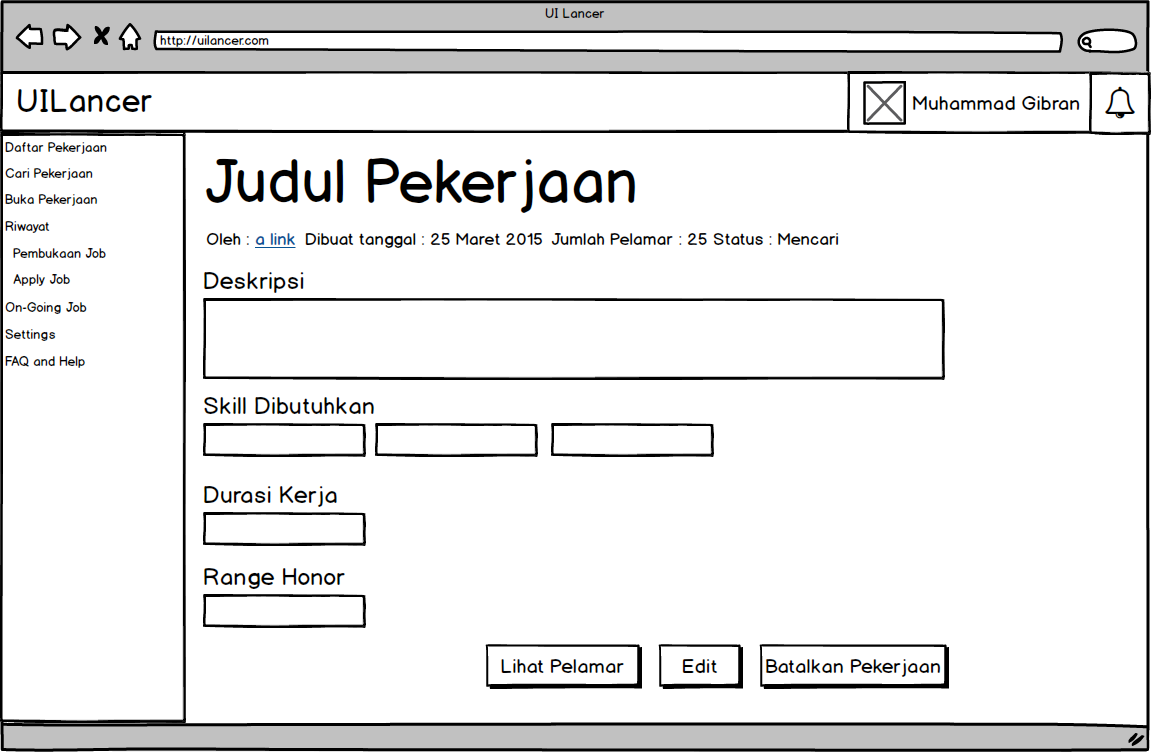 UI Lancer
http://uilancer.com
UILancer
Muhammad Gibran
Daftar Pekerjaan
Cari Pekerjaan
Buka Pekerjaan
Riwayat
Pembukaan Job
Apply Job
On-Going Job
Settings
FAQ and Help
Judul Pekerjaan
Oleh : a link Dibuat tanggal : 25 Maret 2015 Jumlah Pelamar : 25 Status : Mencari
Deskripsi
Skill Dibutuhkan
Durasi Kerja
Range Honor
Lihat Pelamar
Edit
Batalkan Pekerjaan